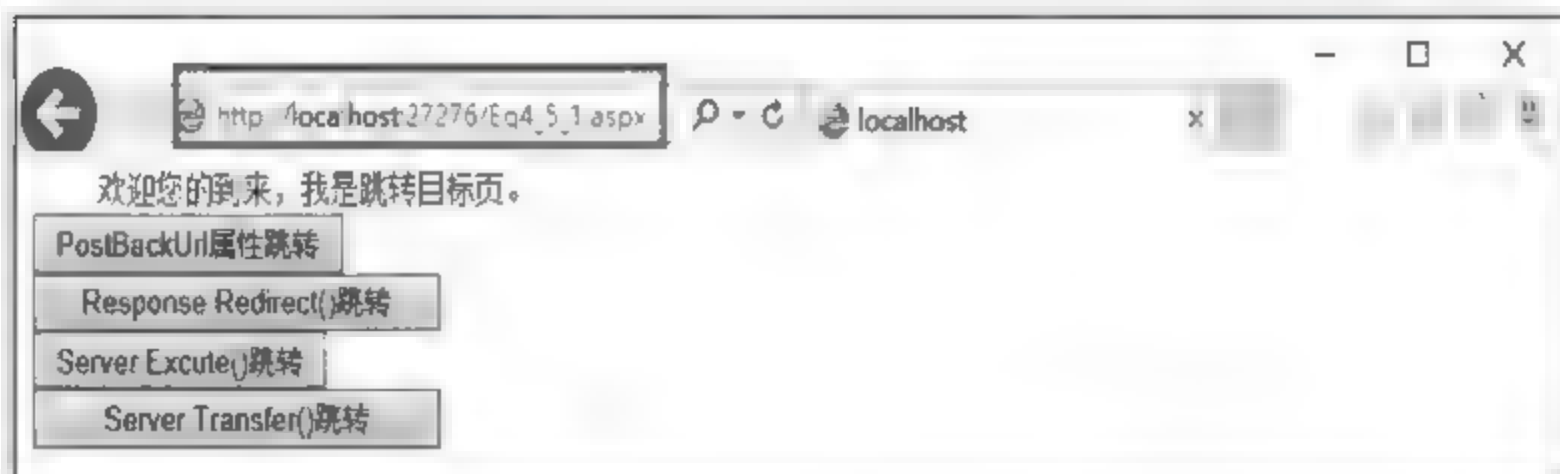 http://localhost:27276/Eq4_5_1.aspx
localhost
欢迎您的到来，我是跳转目标页。
PostBackUrl属性跳转
Response Redirect()跳转
Server Excute()跳转
Server Transfer()跳转